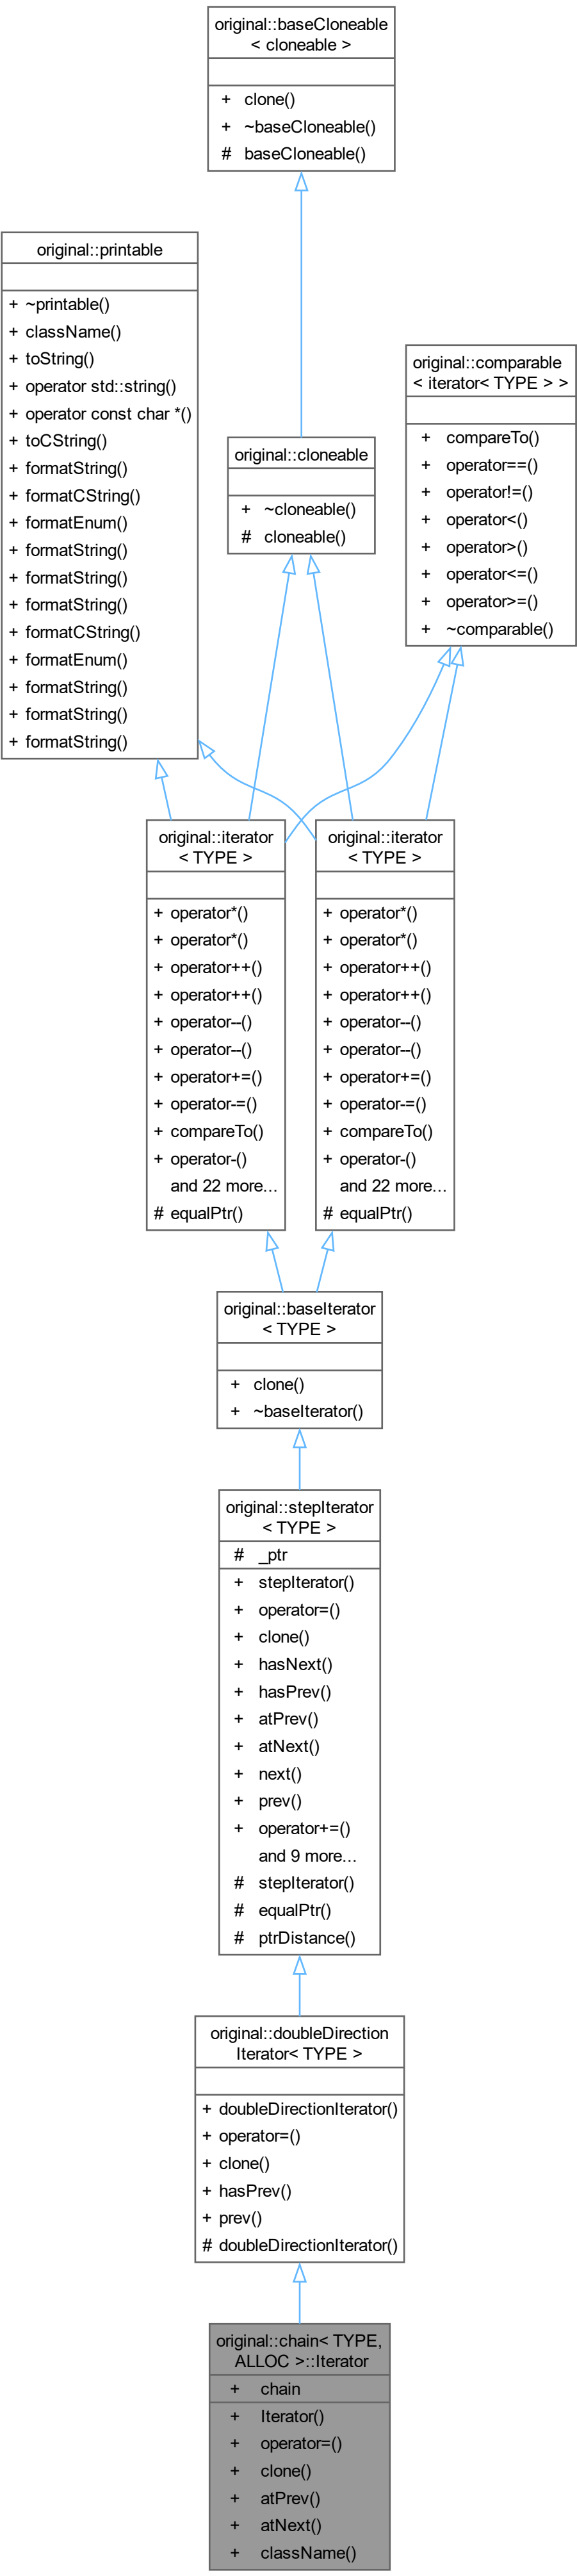 original::baseCloneable
< cloneable >
+ clone()
+ ~baseCloneable()
# baseCloneable()
original::printable
+ ~printable()
+ className()
+ toString()
+ operator std::string()
+ operator const char *()
+ toCString()
+ formatString()
+ formatCString()
+ formatEnum()
+ formatString()
+ formatString()
+ formatString()
+ formatCString()
+ formatEnum()
+ formatString()
+ formatString()
+ formatString()
original::comparable
< iterator< TYPE > >
+ compareTo()
+ operator==()
+ operator!=()
+ operator<()
+ operator>()
+ operator<=()
+ operator>=()
+ ~comparable()
original::cloneable
+ ~cloneable()
# cloneable()
original::iterator
< TYPE >
+ operator*()
+ operator*()
+ operator++()
+ operator++()
+ operator--()
+ operator--()
+ operator+=()
+ operator-=()
+ compareTo()
+ operator-()
and 22 more...
# equalPtr()
original::iterator
< TYPE >
+ operator*()
+ operator*()
+ operator++()
+ operator++()
+ operator--()
+ operator--()
+ operator+=()
+ operator-=()
+ compareTo()
+ operator-()
and 22 more...
# equalPtr()
original::baseIterator
< TYPE >
+ clone()
+ ~baseIterator()
original::stepIterator
< TYPE >
# _ptr
+ stepIterator()
+ operator=()
+ clone()
+ hasNext()
+ hasPrev()
+ atPrev()
+ atNext()
+ next()
+ prev()
+ operator+=()
and 9 more...
# stepIterator()
# equalPtr()
# ptrDistance()
original::doubleDirection
Iterator< TYPE >
+ doubleDirectionIterator()
+ operator=()
+ clone()
+ hasPrev()
+ prev()
# doubleDirectionIterator()
original::chain< TYPE,
ALLOC >::Iterator
+ chain
+ Iterator()
+ operator=()
+ clone()
+ atPrev()
+ atNext()
+ className()